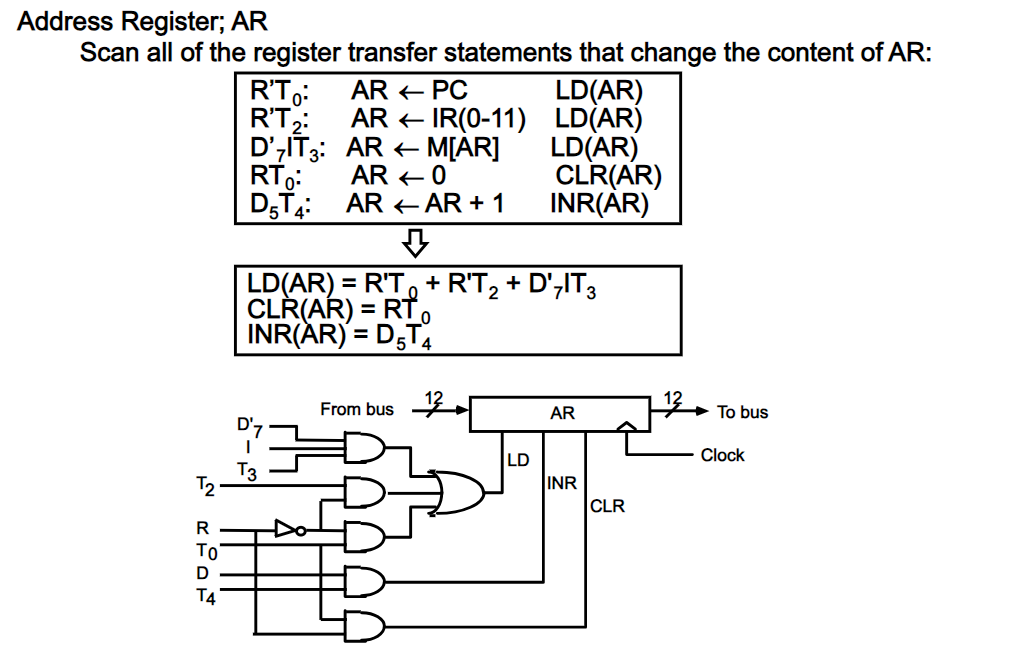 Address Register; AR
Scan all of the register transfer statements that change the content of AR:
R'T₀: AR ← PC LD(AR)
R'T₂: AR ← IR(0-11) LD(AR)
D'₇IT₃: AR ← M[AR] LD(AR)
RT₀: AR ← 0 CLR(AR)
D₅T₄: AR ← AR + 1 INR(AR)
LD(AR) = R'T₀ + R'T₂ + D'₇IT₃
CLR(AR) = RT₀
INR(AR) = D₅T₄
From bus 12 AR 12 To bus
D'₇
I
T₃
T₂
R
T₀
D
T₄
LD
INR
CLR
Clock